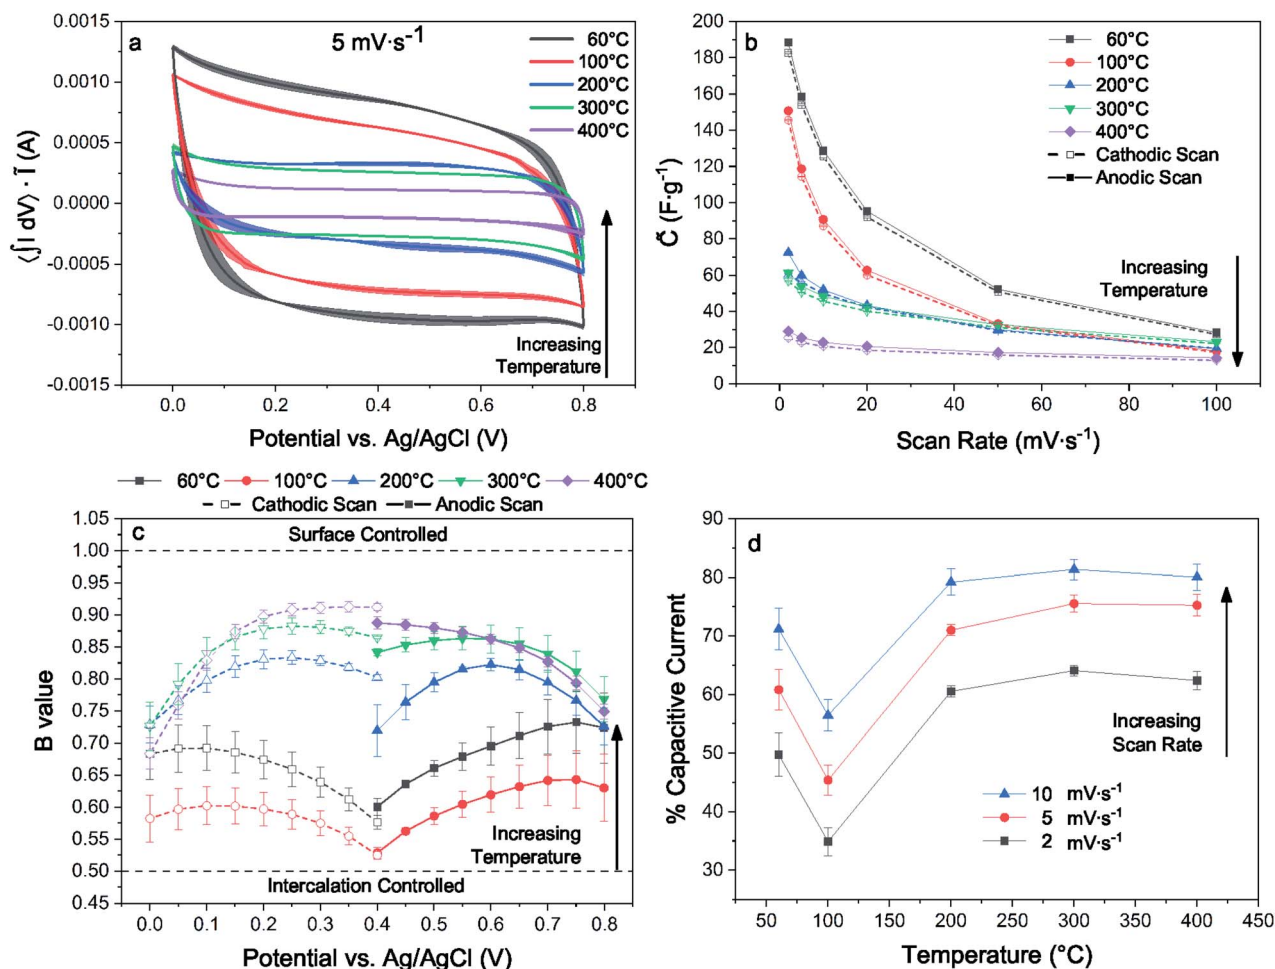 a
5 mV·s⁻¹
60°C
100°C
200°C
300°C
400°C
0.0015
0.0010
0.0005
0.0000
-0.0005
-0.0010
-0.0015
⟨∫I dV⟩ · Ī (A)
Increasing
Temperature
0.0 0.2 0.4 0.6 0.8
Potential vs. Ag/AgCl (V)
b
60°C
100°C
200°C
300°C
400°C
Cathodic Scan
Anodic Scan
200
180
160
140
120
100
80
60
40
20
0
C̃ (F·g⁻¹)
Increasing
Temperature
0 20 40 60 80 100
Scan Rate (mV·s⁻¹)
60°C 100°C 200°C 300°C 400°C
Cathodic Scan Anodic Scan
c
Surface Controlled
1.05
1.00
0.95
0.90
0.85
0.80
0.75
0.70
0.65
0.60
0.55
0.50
0.45
B value
Increasing
Temperature
Intercalation Controlled
0.0 0.1 0.2 0.3 0.4 0.5 0.6 0.7 0.8
Potential vs. Ag/AgCl (V)
d
90
80
70
60
50
40
30
% Capacitive Current
Increasing
Scan Rate
10 mV·s⁻¹
5 mV·s⁻¹
2 mV·s⁻¹
50 100 150 200 250 300 350 400 450
Temperature (°C)